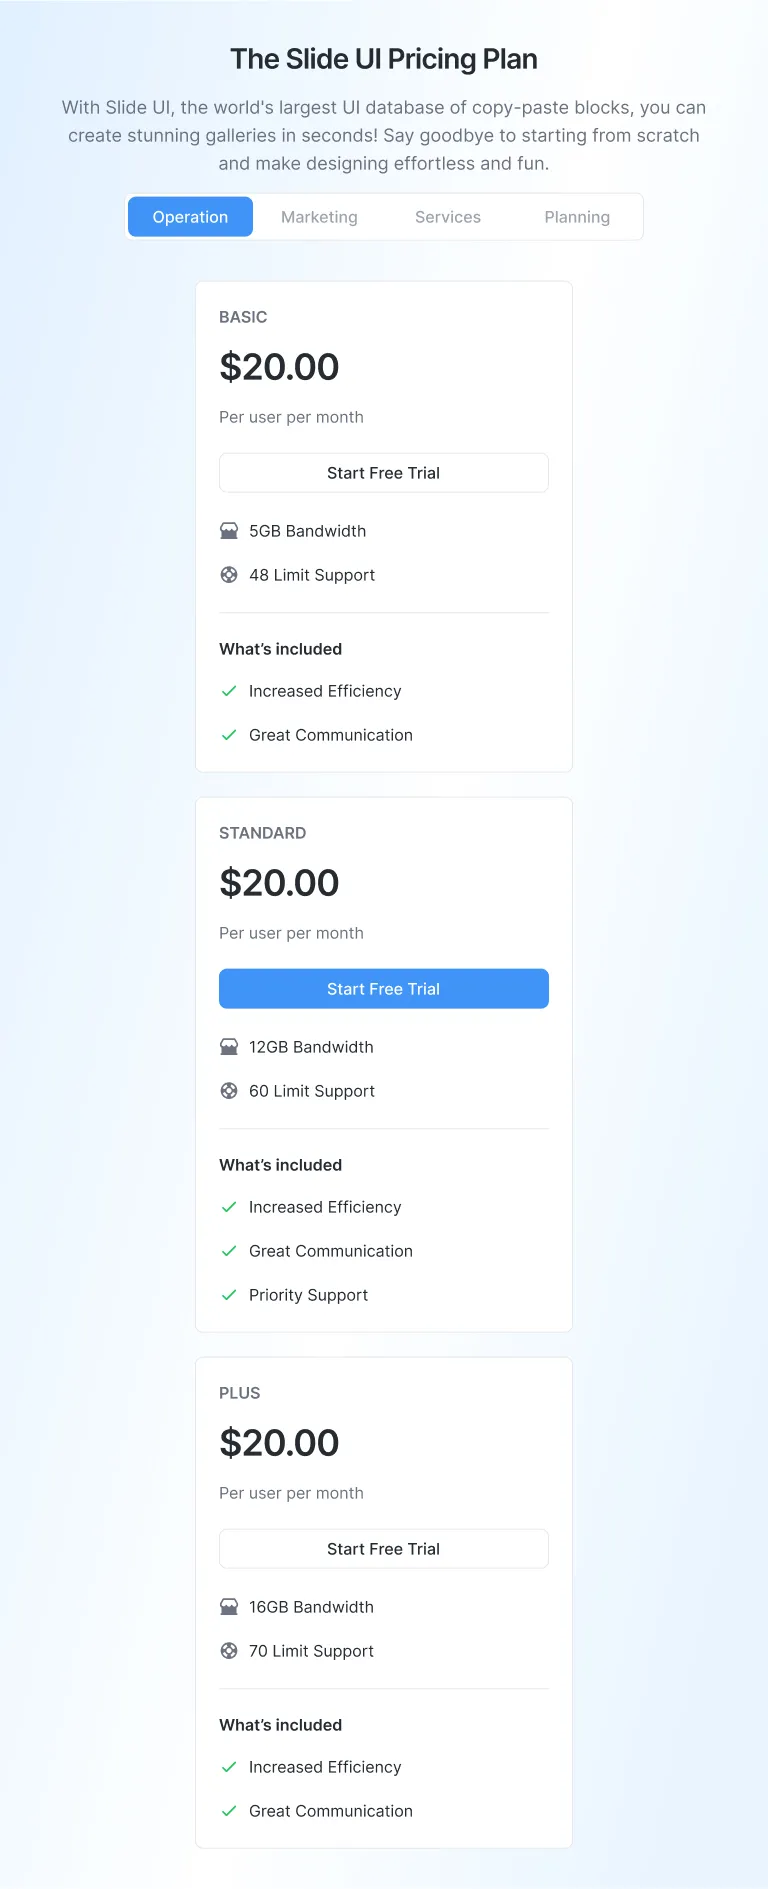 The Slide UI Pricing Plan
With Slide UI, the world's largest UI database of copy-paste blocks, you can
create stunning galleries in seconds! Say goodbye to starting from scratch
and make designing effortless and fun.
Operation Marketing Services Planning
BASIC
$20.00
Per user per month
Start Free Trial
5GB Bandwidth
48 Limit Support
What’s included
Increased Efficiency
Great Communication
STANDARD
$20.00
Per user per month
Start Free Trial
12GB Bandwidth
60 Limit Support
What’s included
Increased Efficiency
Great Communication
Priority Support
PLUS
$20.00
Per user per month
Start Free Trial
16GB Bandwidth
70 Limit Support
What’s included
Increased Efficiency
Great Communication